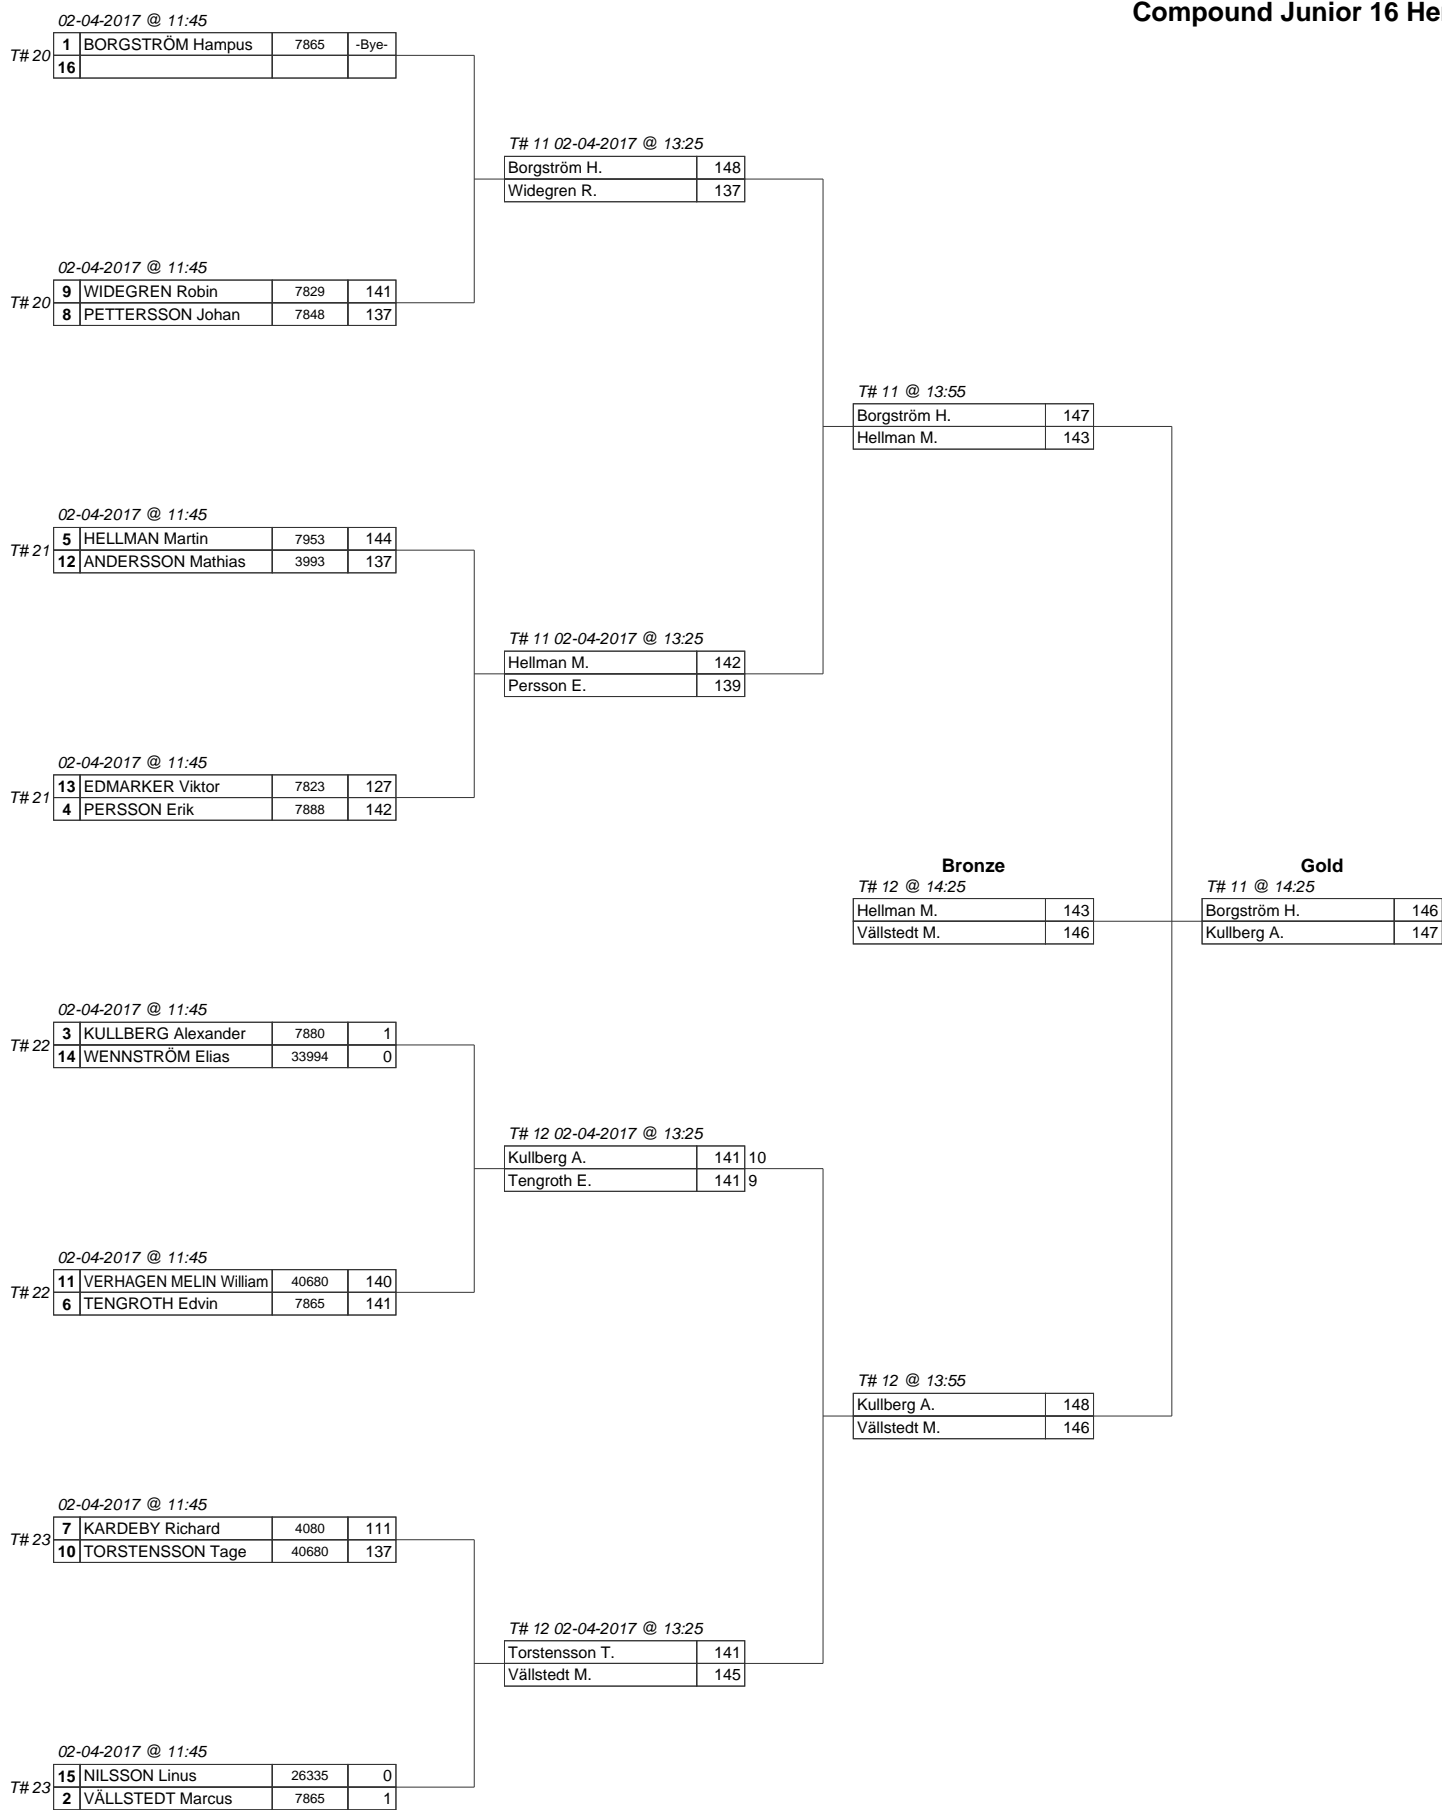 Compound Junior 16 He
02-04-2017 @ 11:45
T# 20
1 BORGSTRÖM Hampus 7865 -Bye-
16
T# 11 02-04-2017 @ 13:25
Borgström H. 148
Widegren R. 137
02-04-2017 @ 11:45
T# 20
9 WIDEGREN Robin 7829 141
8 PETTERSSON Johan 7848 137
T# 11 @ 13:55
Borgström H. 147
Hellman M. 143
02-04-2017 @ 11:45
T# 21
5 HELLMAN Martin 7953 144
12 ANDERSSON Mathias 3993 137
T# 11 02-04-2017 @ 13:25
Hellman M. 142
Persson E. 139
02-04-2017 @ 11:45
T# 21
13 EDMARKER Viktor 7823 127
4 PERSSON Erik 7888 142
Bronze
T# 12 @ 14:25
Hellman M. 143
Vällstedt M. 146
Gold
T# 11 @ 14:25
Borgström H. 146
Kullberg A. 147
02-04-2017 @ 11:45
T# 22
3 KULLBERG Alexander 7880 1
14 WENNSTRÖM Elias 33994 0
T# 12 02-04-2017 @ 13:25
Kullberg A. 141 10
Tengroth E. 141 9
02-04-2017 @ 11:45
T# 22
11 VERHAGEN MELIN William 40680 140
6 TENGROTH Edvin 7865 141
T# 12 @ 13:55
Kullberg A. 148
Vällstedt M. 146
02-04-2017 @ 11:45
T# 23
7 KARDEBY Richard 4080 111
10 TORSTENSSON Tage 40680 137
T# 12 02-04-2017 @ 13:25
Torstensson T. 141
Vällstedt M. 145
02-04-2017 @ 11:45
T# 23
15 NILSSON Linus 26335 0
2 VÄLLSTEDT Marcus 7865 1